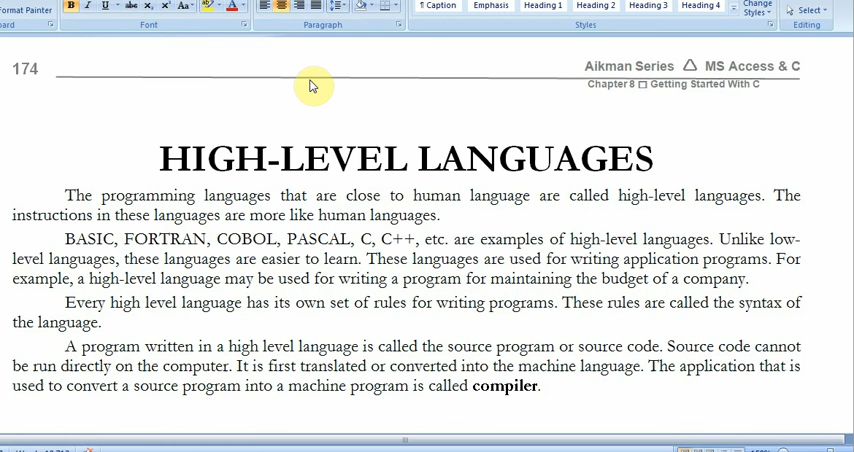 Format Painter
B I U abc x₂ x² Aa
¶ Caption Emphasis Heading 1 Heading 2 Heading 3 Heading 4 Change Styles Select
Font Paragraph Styles Editing
174
Aikman Series △ MS Access & C
Chapter 8 □ Getting Started With C
HIGH-LEVEL LANGUAGES
The programming languages that are close to human language are called high-level languages. The
instructions in these languages are more like human languages.
BASIC, FORTRAN, COBOL, PASCAL, C, C++, etc. are examples of high-level languages. Unlike low-
level languages, these languages are easier to learn. These languages are used for writing application programs. For
example, a high-level language may be used for writing a program for maintaining the budget of a company.
Every high level language has its own set of rules for writing programs. These rules are called the syntax of
the language.
A program written in a high level language is called the source program or source code. Source code cannot
be run directly on the computer. It is first translated or converted into the machine language. The application that is
used to convert a source program into a machine program is called compiler.